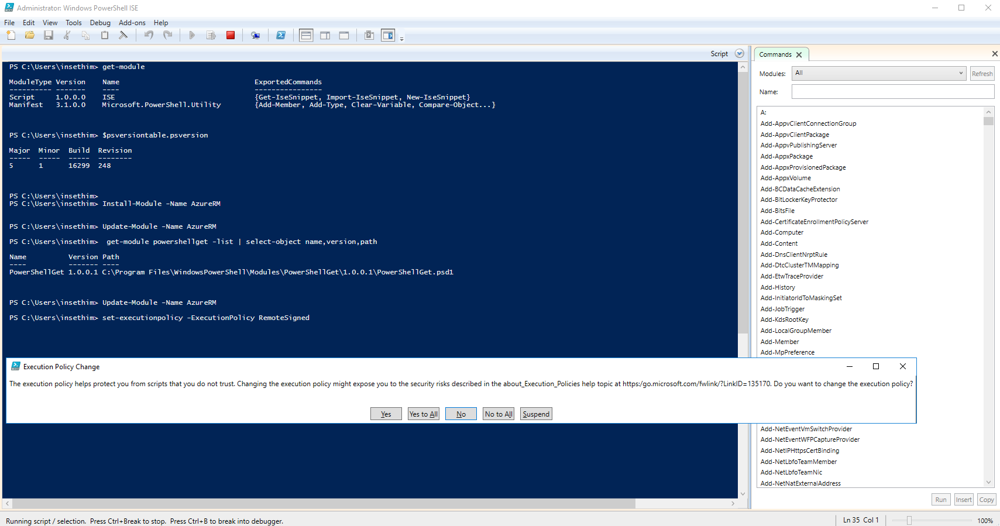 Administrator: Windows PowerShell ISE
File Edit View Tools Debug Add-ons Help
Script
PS C:\Users\insethim> get-module
ModuleType Version Name ExportedCommands
---------- ------- ---- ----------------
Script 1.0.0.0 ISE {Get-IseSnippet, Import-IseSnippet, New-IseSnippet}
Manifest 3.1.0.0 Microsoft.PowerShell.Utility {Add-Member, Add-Type, Clear-Variable, Compare-Object...}
PS C:\Users\insethim> $psversiontable.psversion
Major Minor Build Revision
----- ----- ----- --------
5 1 16299 248
PS C:\Users\insethim>
PS C:\Users\insethim> Install-Module -Name AzureRM
PS C:\Users\insethim> Update-Module -Name AzureRM
PS C:\Users\insethim> get-module powershellget -list | select-object name,version,path
Name Version Path
---- ------- ----
PowerShellGet 1.0.0.1 C:\Program Files\WindowsPowerShell\Modules\PowerShellGet\1.0.0.1\PowerShellGet.psd1
PS C:\Users\insethim> Update-Module -Name AzureRM
PS C:\Users\insethim> set-executionpolicy -ExecutionPolicy RemoteSigned
Execution Policy Change
The execution policy helps protect you from scripts that you do not trust. Changing the execution policy might expose you to the security risks described in the about_Execution_Policies help topic at https:/go.microsoft.com/fwlink/?LinkID=135170. Do you want to change the execution policy?
Yes Yes to All No No to All Suspend
Commands
Modules: All Refresh
Name:
A:
Add-AppvClientConnectionGroup
Add-AppvClientPackage
Add-AppvPublishingServer
Add-AppxPackage
Add-AppxProvisionedPackage
Add-AppxVolume
Add-BCDataCacheExtension
Add-BitLockerKeyProtector
Add-BitsFile
Add-CertificateEnrollmentPolicyServer
Add-Computer
Add-Content
Add-DnsClientNrptRule
Add-DtcClusterTMMapping
Add-EtwTraceProvider
Add-History
Add-InitiatorIdToMaskingSet
Add-JobTrigger
Add-KdsRootKey
Add-LocalGroupMember
Add-Member
Add-MpPreference
Add-NetEventVmSwitchProvider
Add-NetEventWFPCaptureProvider
Add-NetIPHttpsCertBinding
Add-NetLbfoTeamMember
Add-NetLbfoTeamNic
Add-NetNatExternalAddress
Run Insert Copy
Running script / selection. Press Ctrl+Break to stop. Press Ctrl+B to break into debugger.
Ln 35 Col 1
100%